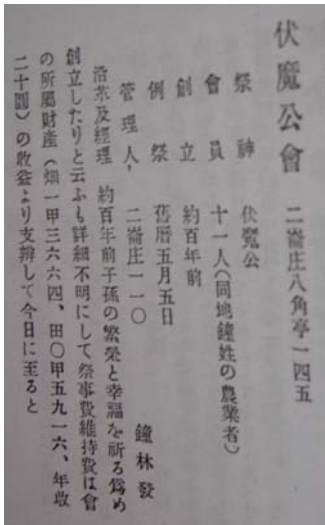 伏魔公會 二崙庄八角亭一四五
祭神 伏魔公
會員 十一人(同地鐘姓の農業者)
創立 約百年前
例祭 舊曆五月五日
管理人、 二崙庄一一〇 鐘林發
沿革及經理 約百年前子孫の繁榮と幸福を祈る爲め
創立したりと云ふも詳細不明にして祭事費維持費は會
の所屬財產(畑一甲三六六四、田〇甲五九一六、年收
二十圓)の收益より支辨して今日に至ると